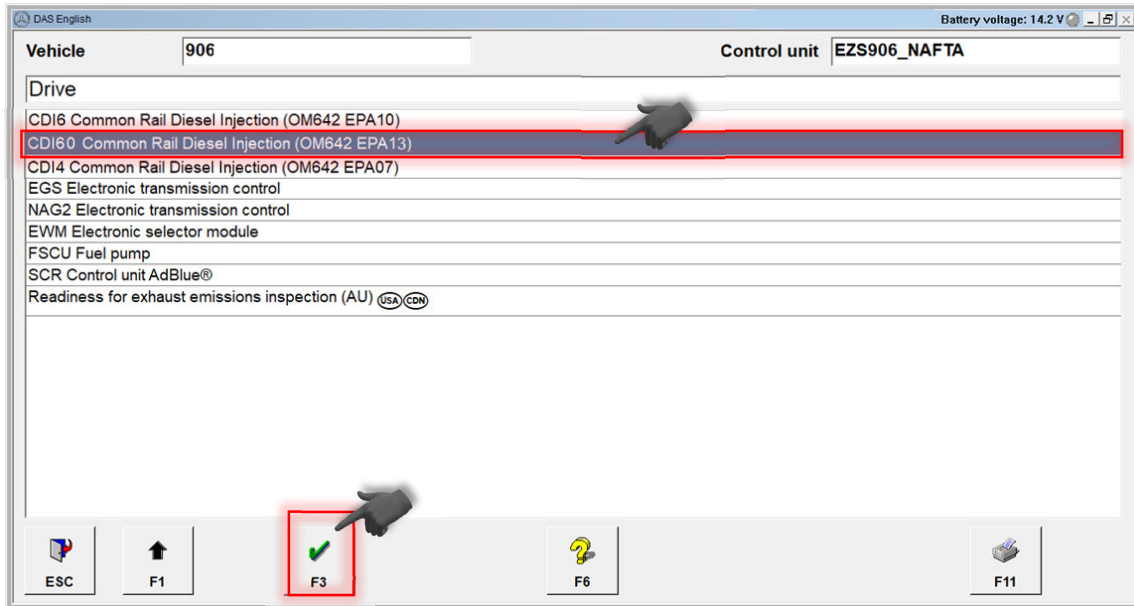 DAS English Battery voltage: 14.2 V
Vehicle 906 Control unit EZS906_NAFTA
Drive
CDI6 Common Rail Diesel Injection (OM642 EPA10)
CDI60 Common Rail Diesel Injection (OM642 EPA13)
CDI4 Common Rail Diesel Injection (OM642 EPA07)
EGS Electronic transmission control
NAG2 Electronic transmission control
EWM Electronic selector module
FSCU Fuel pump
SCR Control unit AdBlue®
Readiness for exhaust emissions inspection (AU) USA CDN
ESC F1 F3 F6 F11